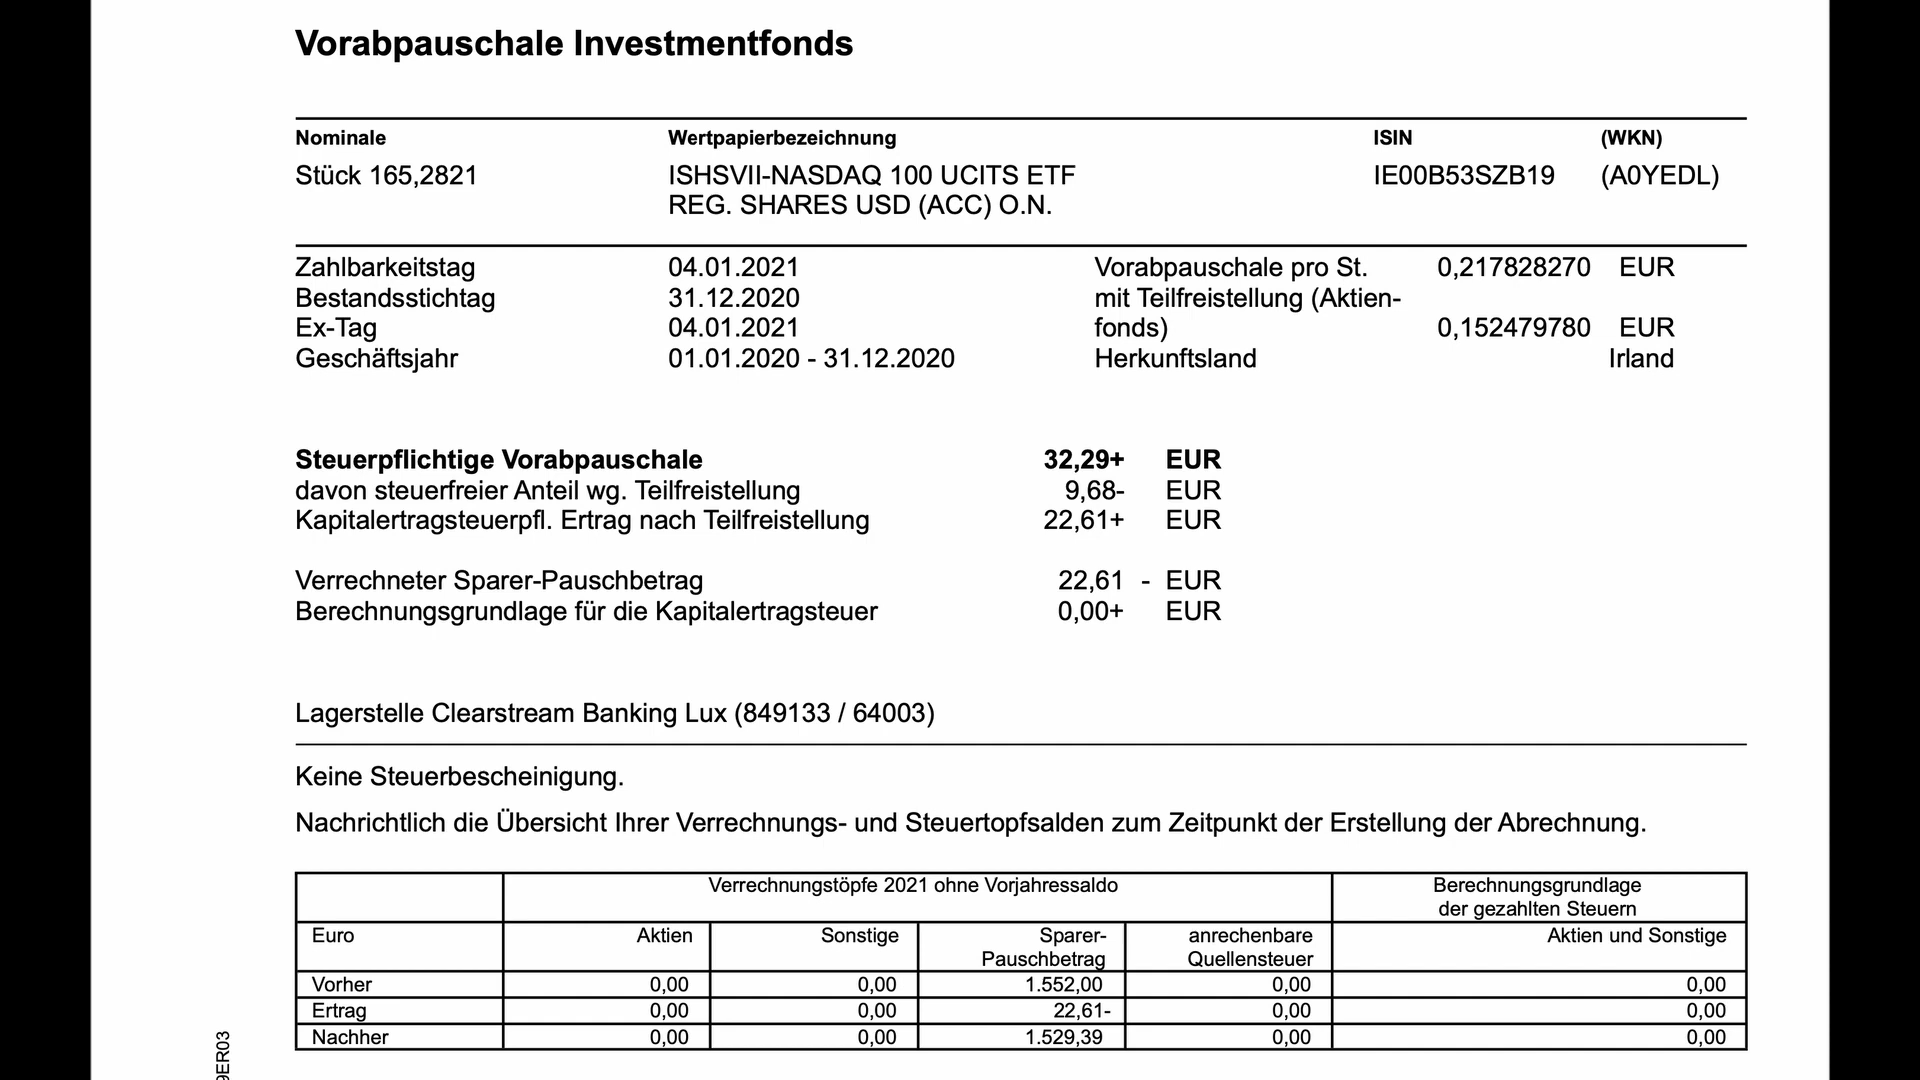 Vorabpauschale Investmentfonds
Nominale Wertpapierbezeichnung ISIN (WKN)
Stück 165,2821 ISHSVII-NASDAQ 100 UCITS ETF IE00B53SZB19 (A0YEDL)
REG. SHARES USD (ACC) O.N.
Zahlbarkeitstag 04.01.2021 Vorabpauschale pro St. 0,217828270 EUR
Bestandsstichtag 31.12.2020 mit Teilfreistellung (Aktien-
Ex-Tag 04.01.2021 fonds) 0,152479780 EUR
Geschäftsjahr 01.01.2020 - 31.12.2020 Herkunftsland Irland
Steuerpflichtige Vorabpauschale 32,29+ EUR
davon steuerfreier Anteil wg. Teilfreistellung 9,68- EUR
Kapitalertragsteuerpfl. Ertrag nach Teilfreistellung 22,61+ EUR
Verrechneter Sparer-Pauschbetrag 22,61 - EUR
Berechnungsgrundlage für die Kapitalertragsteuer 0,00+ EUR
Lagerstelle Clearstream Banking Lux (849133 / 64003)
Keine Steuerbescheinigung.
Nachrichtlich die Übersicht Ihrer Verrechnungs- und Steuertopfsalden zum Zeitpunkt der Erstellung der Abrechnung.
Verrechnungstöpfe 2021 ohne Vorjahressaldo Berechnungsgrundlage
der gezahlten Steuern
Euro Aktien Sonstige Sparer- anrechenbare Aktien und Sonstige
Pauschbetrag Quellensteuer
Vorher 0,00 0,00 1.552,00 0,00 0,00
Ertrag 0,00 0,00 22,61- 0,00 0,00
Nachher 0,00 0,00 1.529,39 0,00 0,00